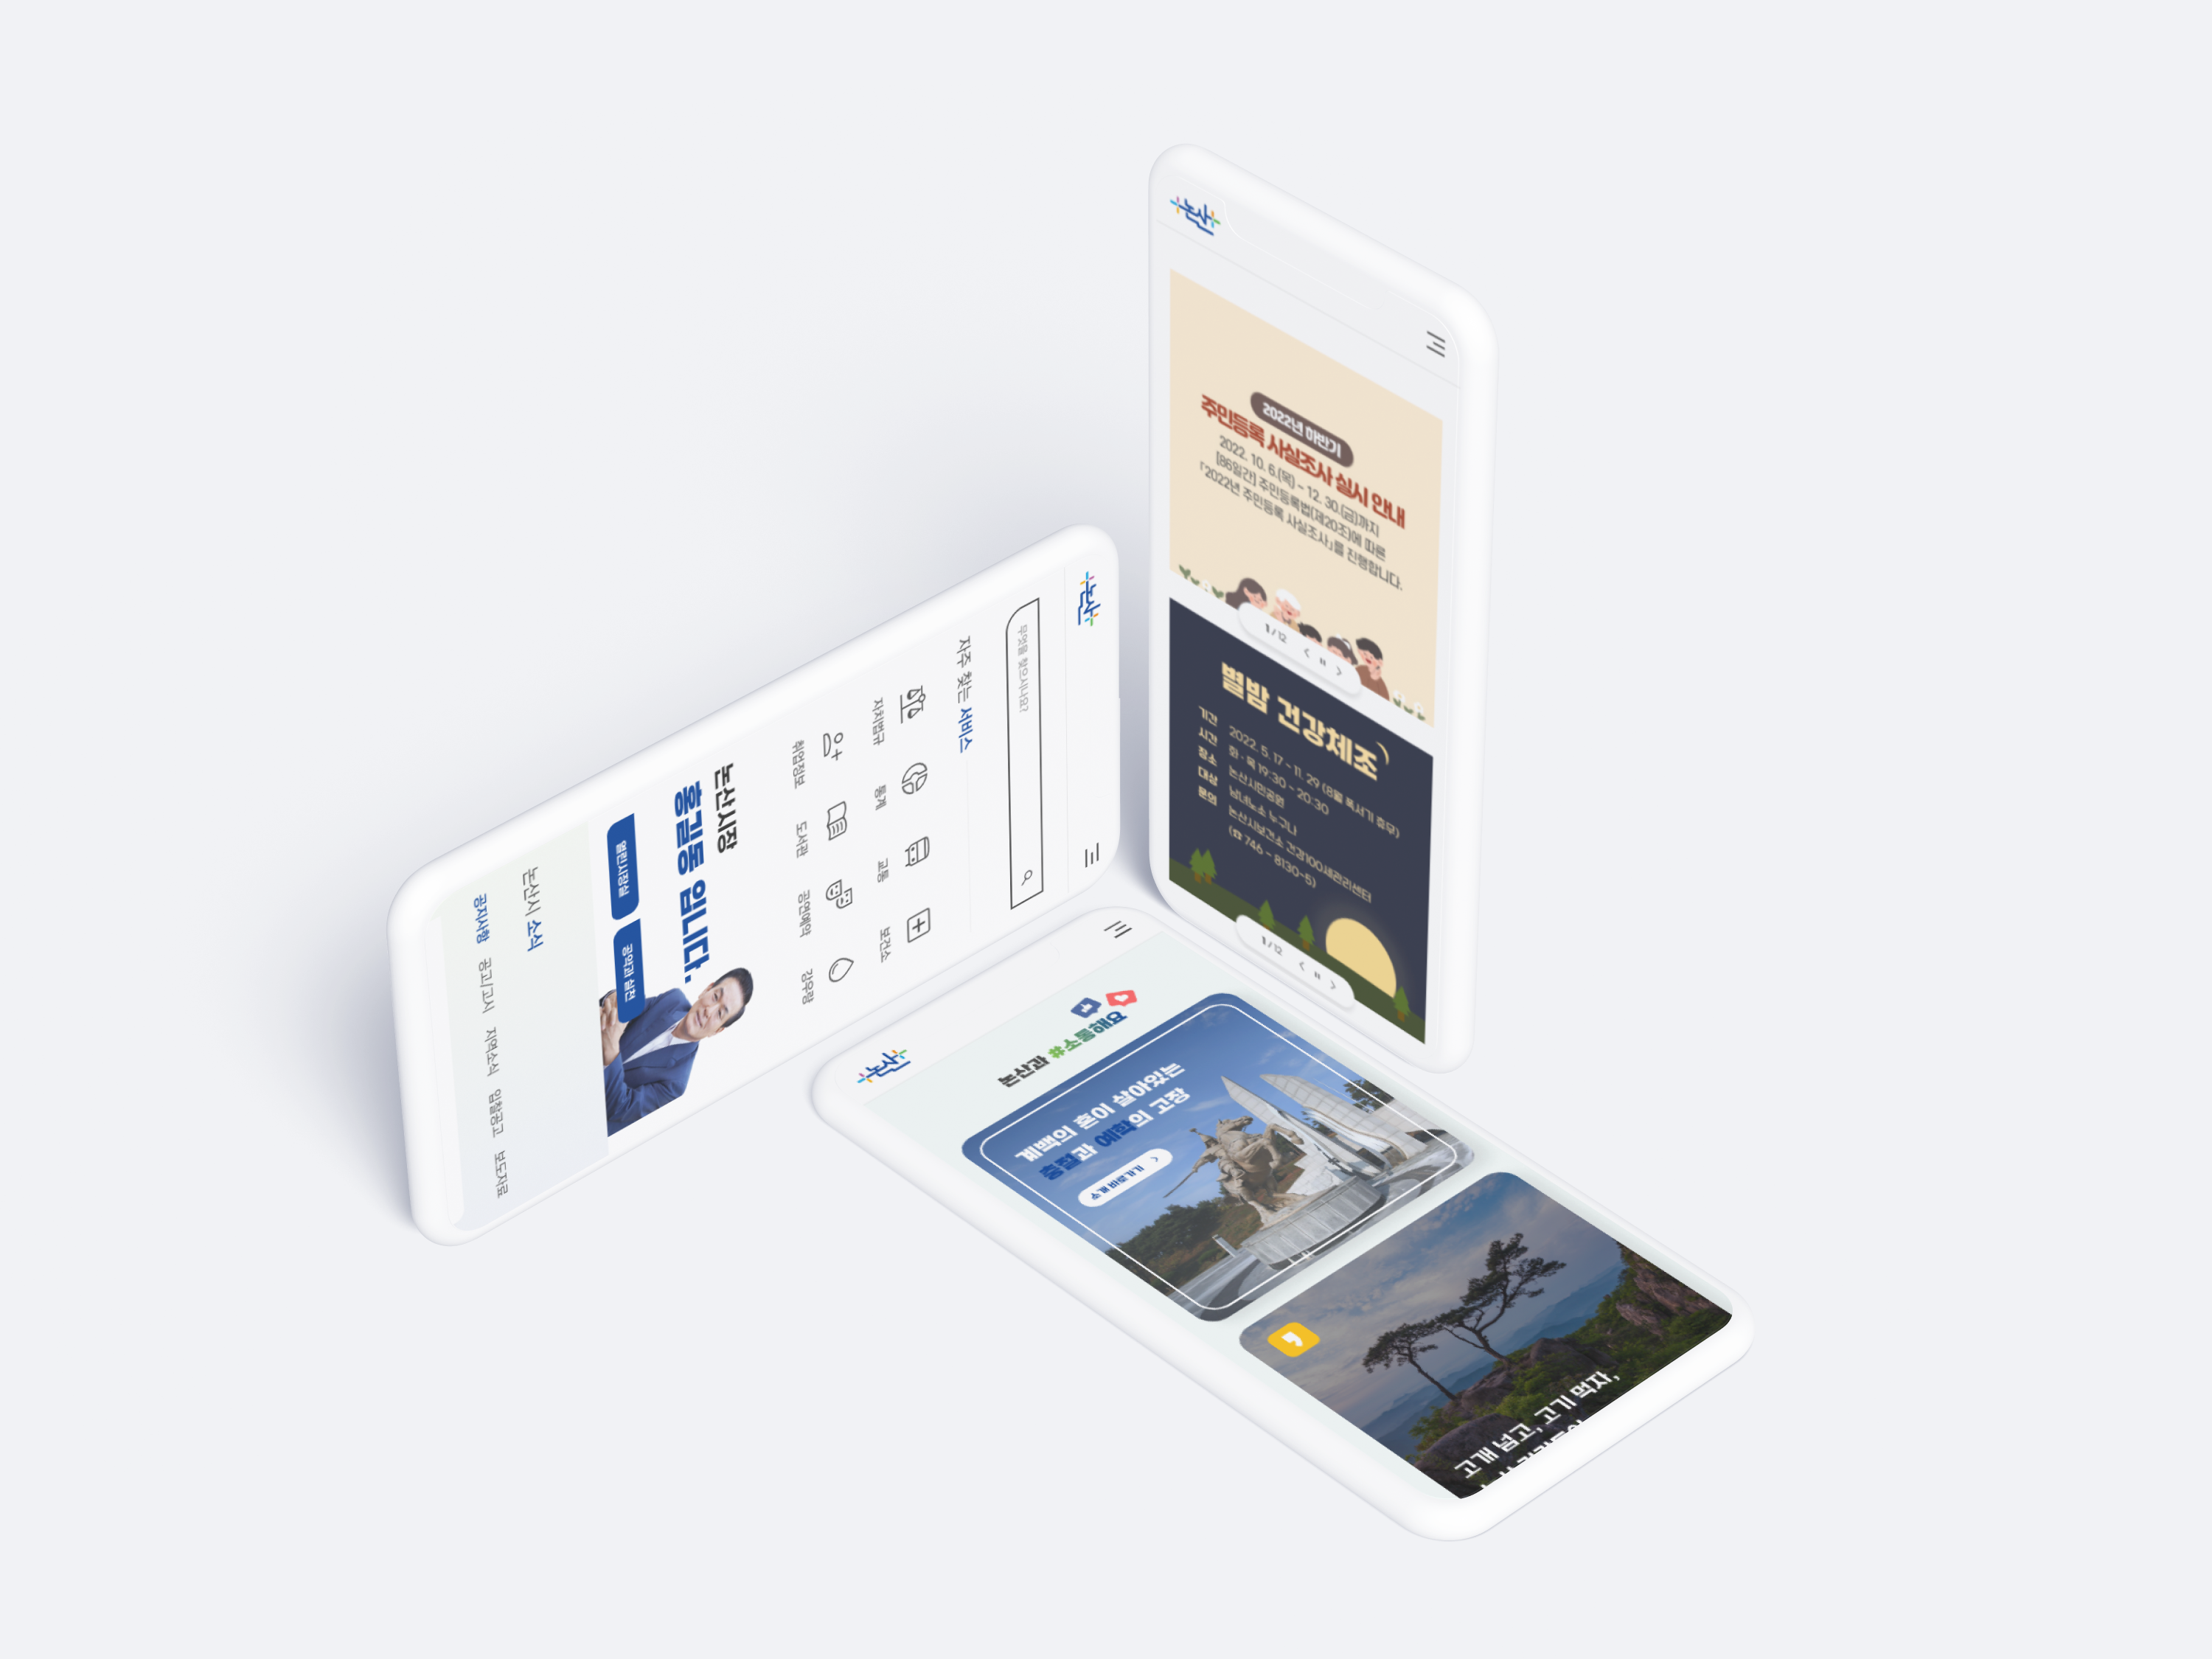 논산
2022년 하반기
주민등록 사실조사 실시 안내
2022. 10. 6.(목) ~ 12. 30.(금)까지
[86일간] 주민등록법(제20조)에 따른
「2022년 주민등록 사실조사」를 진행합니다.
1 / 12
별밤 건강체조
기간 2022. 5. 17 ~ 11. 29 (8월 혹서기 휴무)
시간 화·목 19:30 ~ 20:30
장소 논산시민공원
대상 남녀노소 누구나
문의 논산시보건소 건강100세관리센터
(☎ 746 - 8130~5)
1 / 12
논산
무엇을 찾으시나요?
자주 찾는 서비스
자치법규 통계 교통 보건소
취업정보 도서관 공연예약 강우량
논산시장
홍길동 입니다.
열린시장실 공약과 실천
논산시 소식
공지사항 공고/고시 지역소식 입찰공고 보도자료
논산
논산과 #소통해요
계백의 혼이 살아있는
충절과 예학의 고장
바로가기
고개 넘고, 고기 먹자,